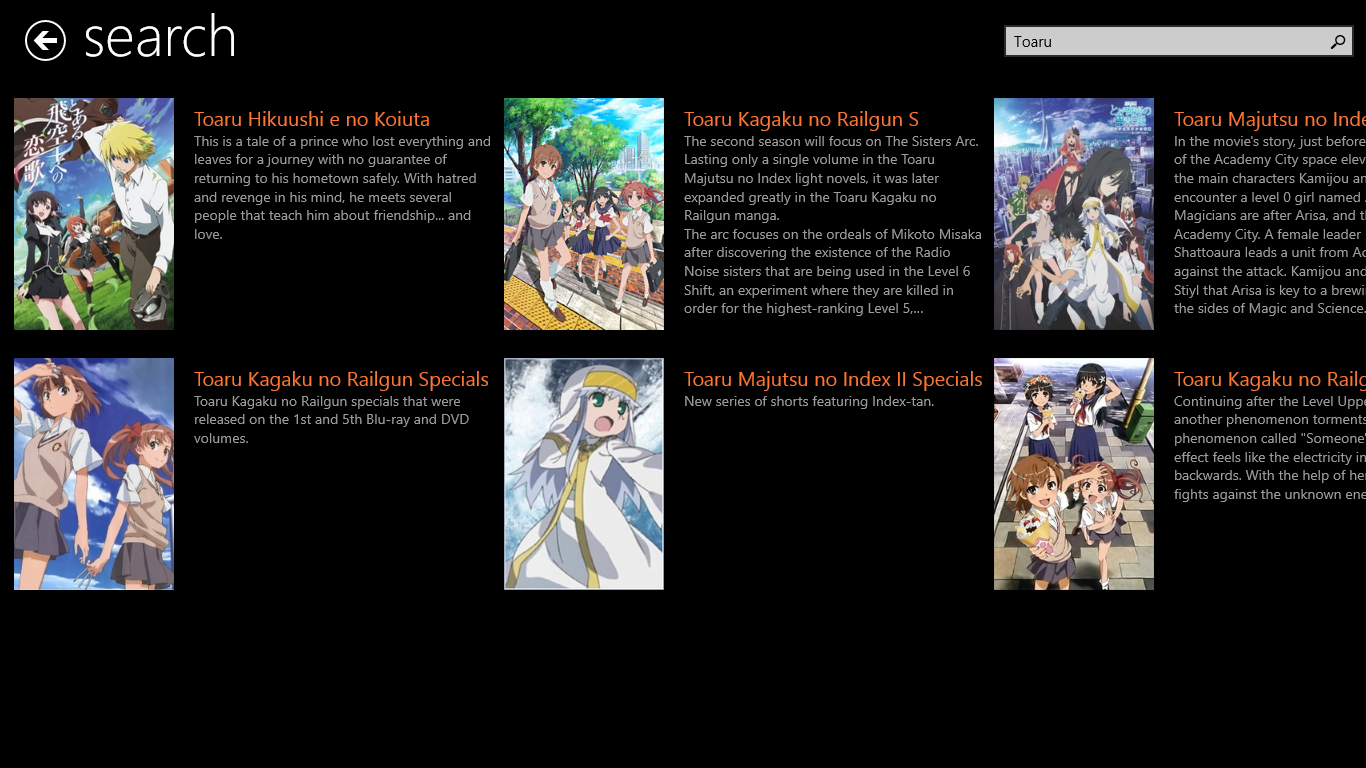 search
Toaru
とある
飛空士への
恋歌
Toaru Hikuushi e no Koiuta
This is a tale of a prince who lost everything and
leaves for a journey with no guarantee of
returning to his hometown safely. With hatred
and revenge in his mind, he meets several
people that teach him about friendship... and
love.
Toaru Kagaku no Railgun S
The second season will focus on The Sisters Arc.
Lasting only a single volume in the Toaru
Majutsu no Index light novels, it was later
expanded greatly in the Toaru Kagaku no
Railgun manga.
The arc focuses on the ordeals of Mikoto Misaka
after discovering the existence of the Radio
Noise sisters that are being used in the Level 6
Shift, an experiment where they are killed in
order for the highest-ranking Level 5,...
Toaru Majutsu no Inde
In the movie's story, just before
of the Academy City space elev
the main characters Kamijou an
encounter a level 0 girl named
Magicians are after Arisa, and th
Academy City. A female leader
Shattoaura leads a unit from Ac
against the attack. Kamijou and
Stiyl that Arisa is key to a brewi
the sides of Magic and Science.
Toaru Kagaku no Railgun Specials
Toaru Kagaku no Railgun specials that were
released on the 1st and 5th Blu-ray and DVD
volumes.
Toaru Majutsu no Index II Specials
New series of shorts featuring Index-tan.
Toaru Kagaku no Railg
Continuing after the Level Uppe
another phenomenon torments
phenomenon called "Someone'
effect feels like the electricity in
backwards. With the help of her
fights against the unknown ene